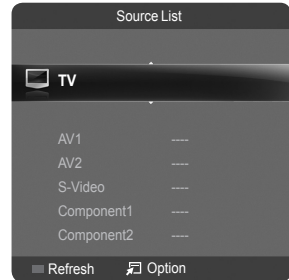 Source List
TV
AV1 ----
AV2 ----
S-Video ----
Component1 ----
Component2 ----
Refresh Option